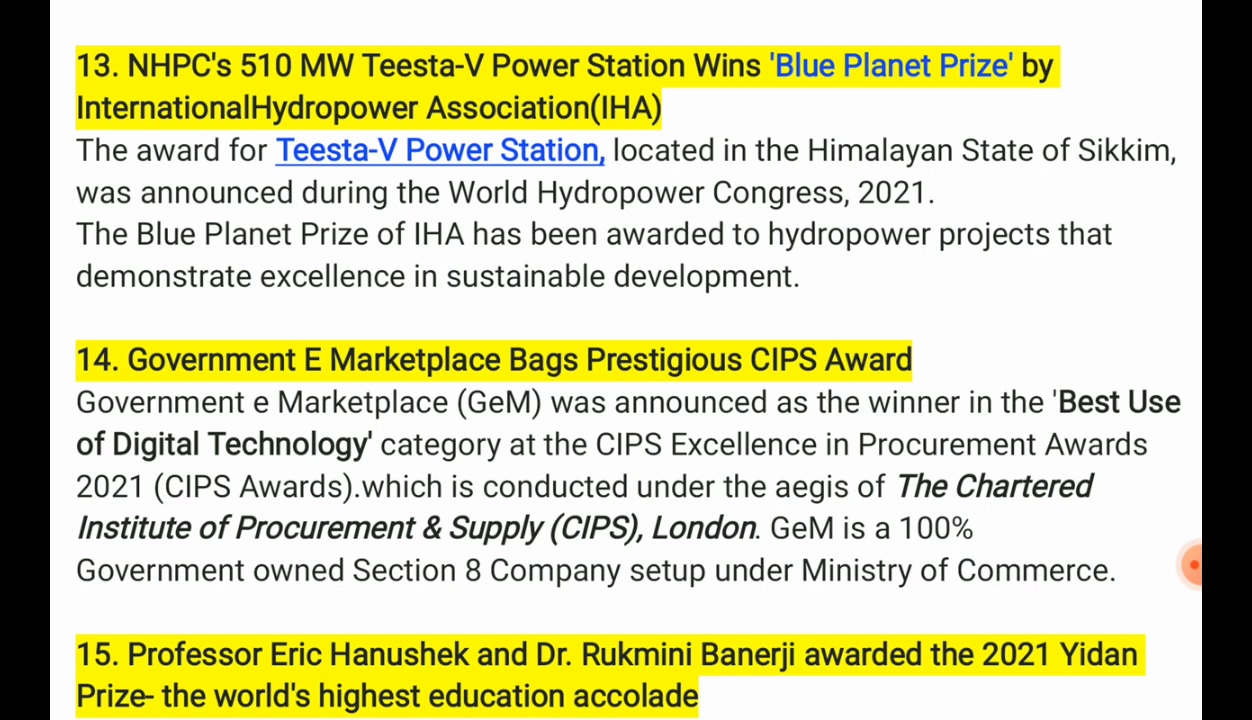 13. NHPC's 510 MW Teesta-V Power Station Wins 'Blue Planet Prize' by
InternationalHydropower Association(IHA)
The award for Teesta-V Power Station, located in the Himalayan State of Sikkim,
was announced during the World Hydropower Congress, 2021.
The Blue Planet Prize of IHA has been awarded to hydropower projects that
demonstrate excellence in sustainable development.
14. Government E Marketplace Bags Prestigious CIPS Award
Government e Marketplace (GeM) was announced as the winner in the 'Best Use
of Digital Technology' category at the CIPS Excellence in Procurement Awards
2021 (CIPS Awards).which is conducted under the aegis of The Chartered
Institute of Procurement & Supply (CIPS), London. GeM is a 100%
Government owned Section 8 Company setup under Ministry of Commerce.
15. Professor Eric Hanushek and Dr. Rukmini Banerji awarded the 2021 Yidan
Prize- the world's highest education accolade